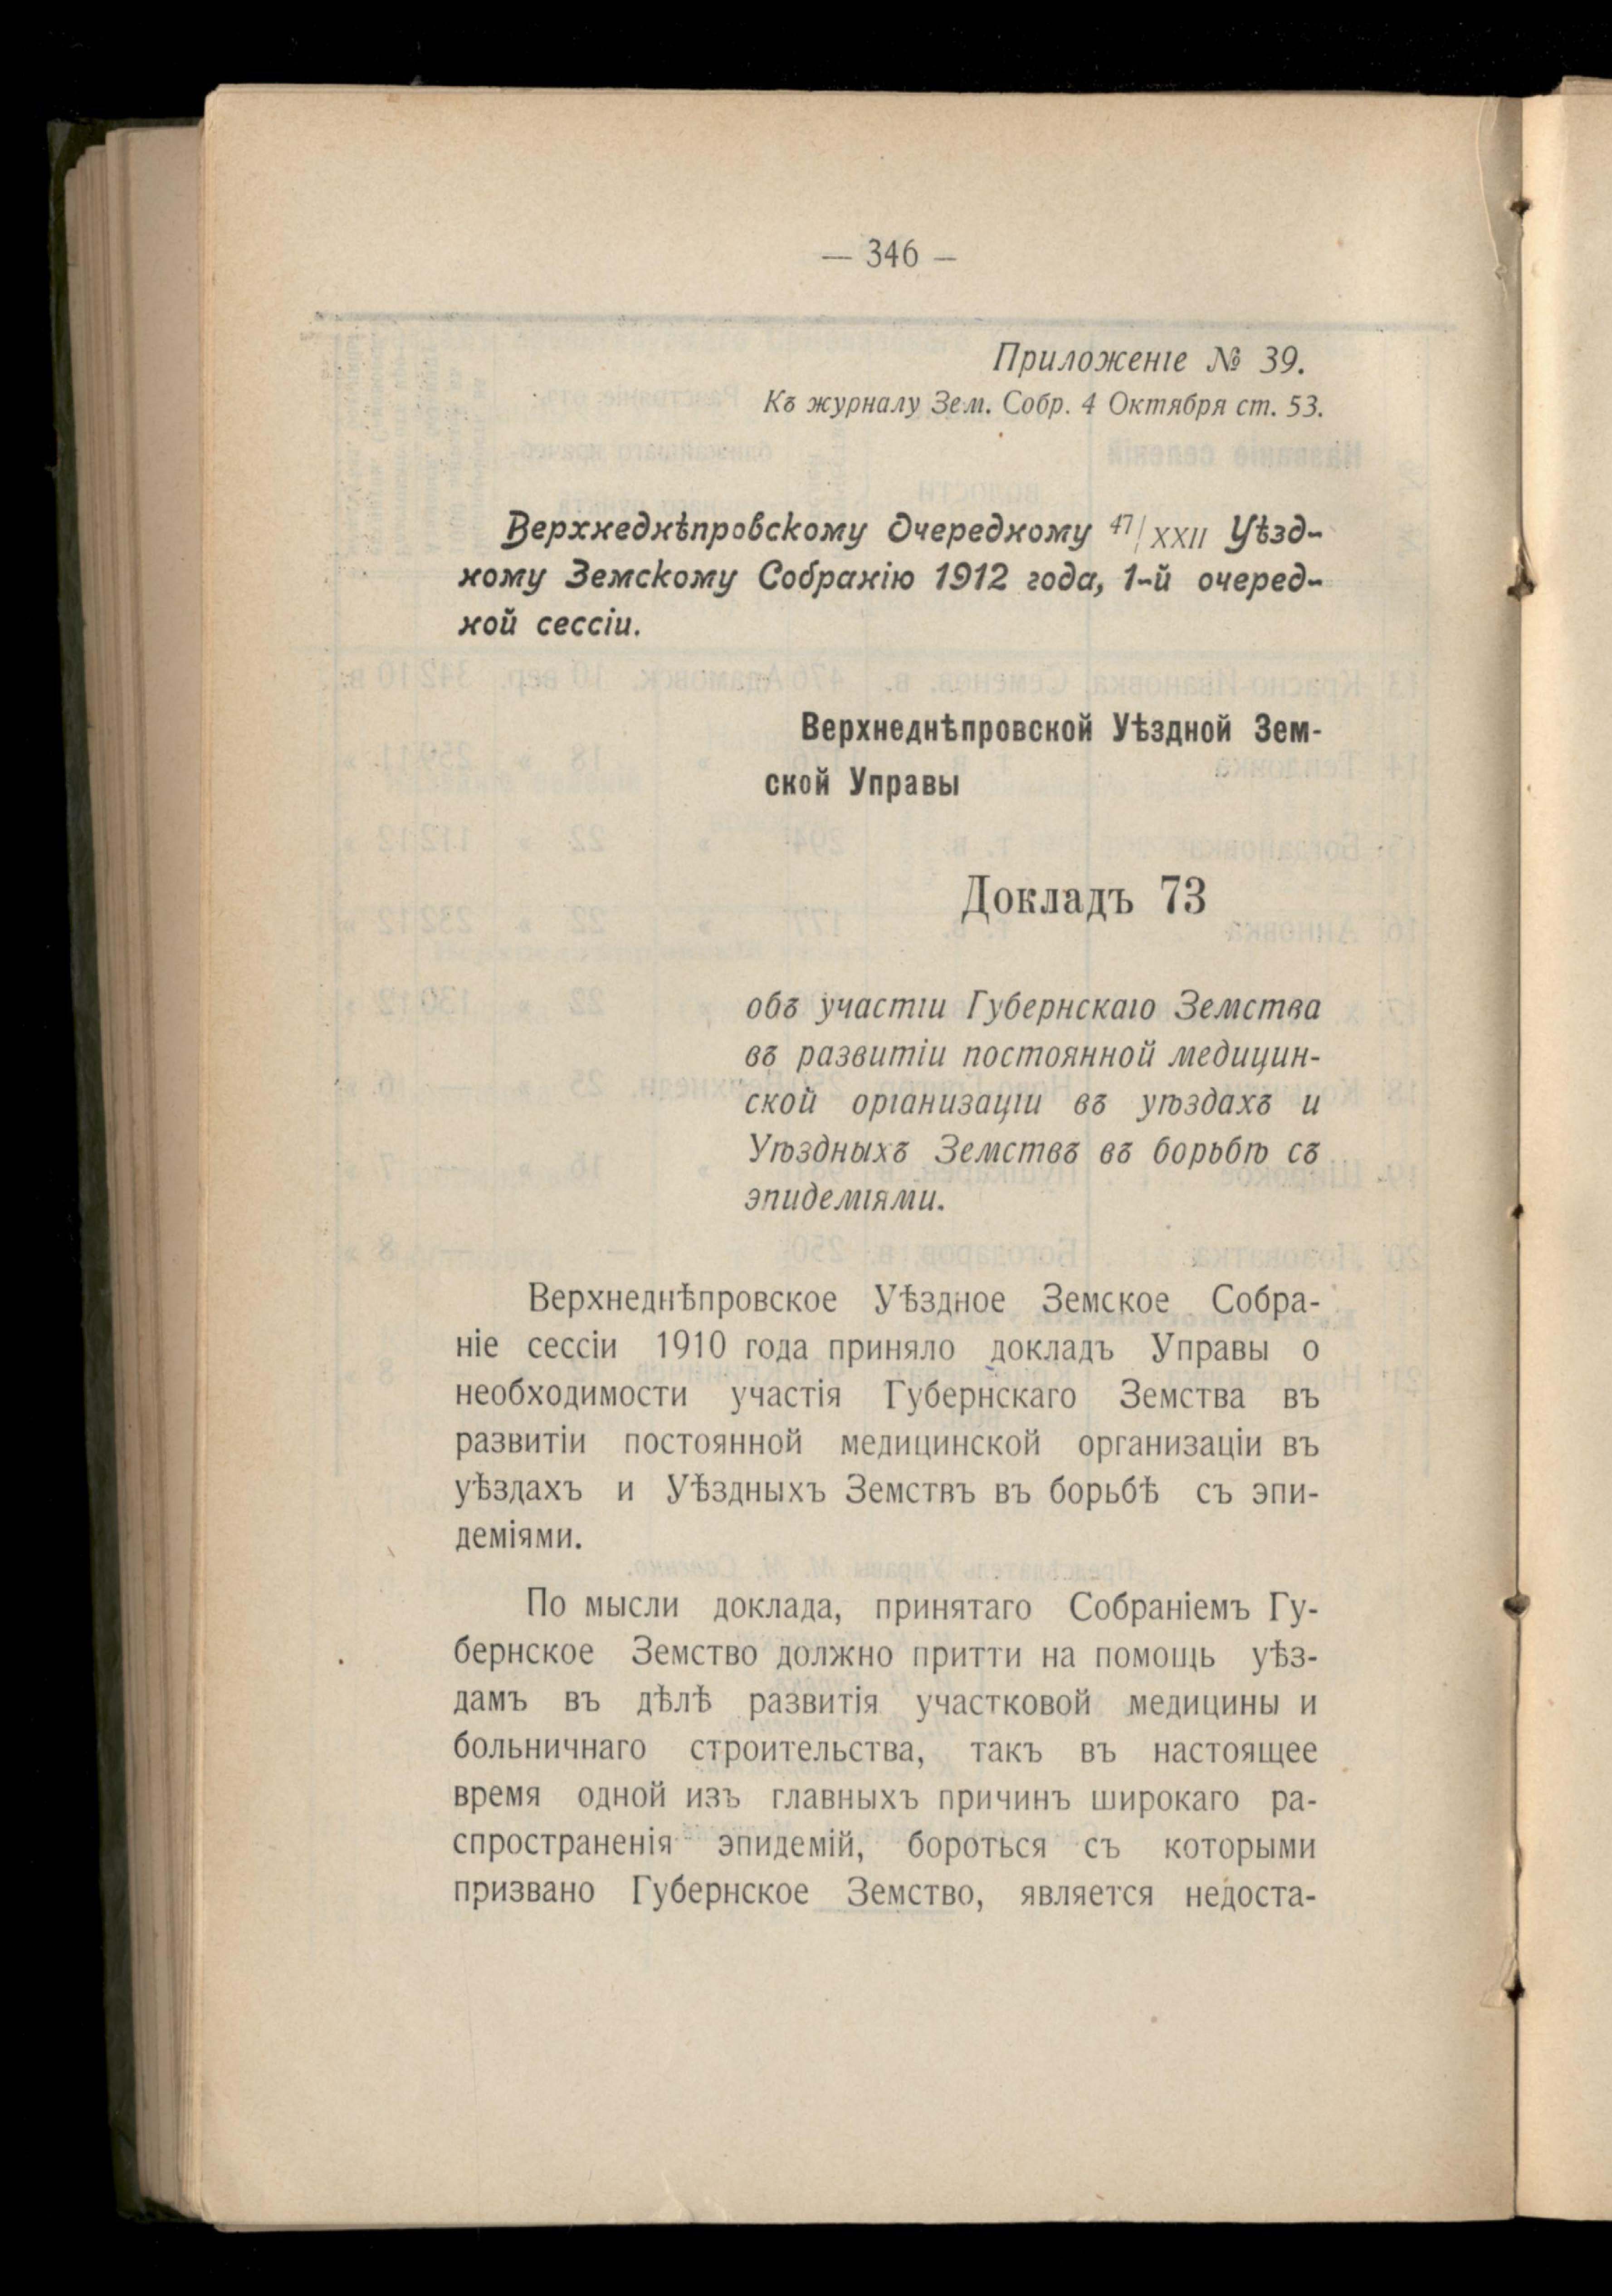 — 346 —
Приложеніе № 39.
Къ журналу Зем. Собр. 4 Октября ст. 53.
Верхнеднѣпровскому Очередному 47/XXII Уѣзд-
ному Земскому Собранію 1912 года, 1-й очеред-
ной сессіи.
Верхнеднѣпровской Уѣздной Зем-
ской Управы
Докладъ 73
объ участіи Губернскаго Земства
въ развитіи постоянной медицин-
ской организаціи въ уѣздахъ и
Уѣздныхъ Земствъ въ борьбѣ съ
эпидеміями.
Верхнеднѣпровское Уѣздное Земское Собра-
ніе сессіи 1910 года приняло докладъ Управы о
необходимости участія Губернскаго Земства въ
развитіи постоянной медицинской организаціи въ
уѣздахъ и Уѣздныхъ Земствъ въ борьбѣ съ эпи-
деміями.
По мысли доклада, принятаго Собраніемъ Гу-
бернское Земство должно притти на помощь уѣз-
дамъ въ дѣлѣ развитія участковой медицины и
больничнаго строительства, такъ въ настоящее
время одной изъ главныхъ причинъ широкаго ра-
спространенія эпидемій, бороться съ которыми
призвано Губернское Земство, является недоста-